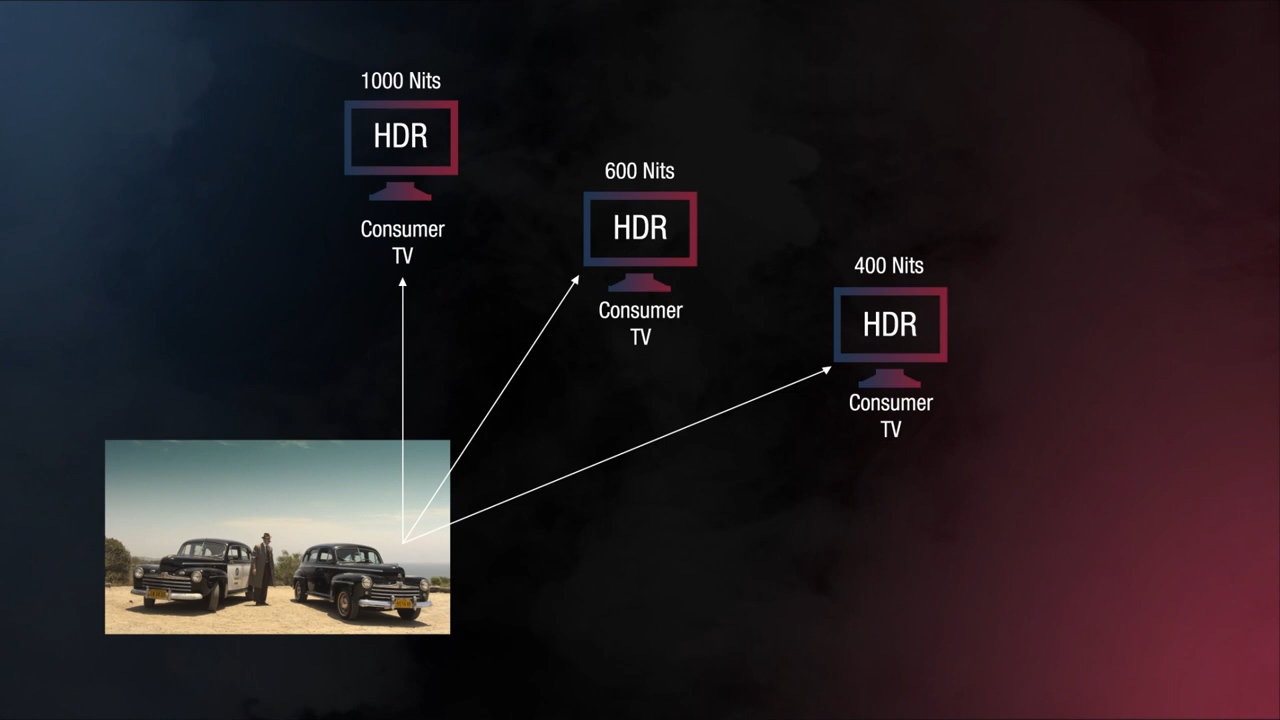 1000 Nits
HDR
Consumer
TV
600 Nits
HDR
Consumer
TV
400 Nits
HDR
Consumer
TV